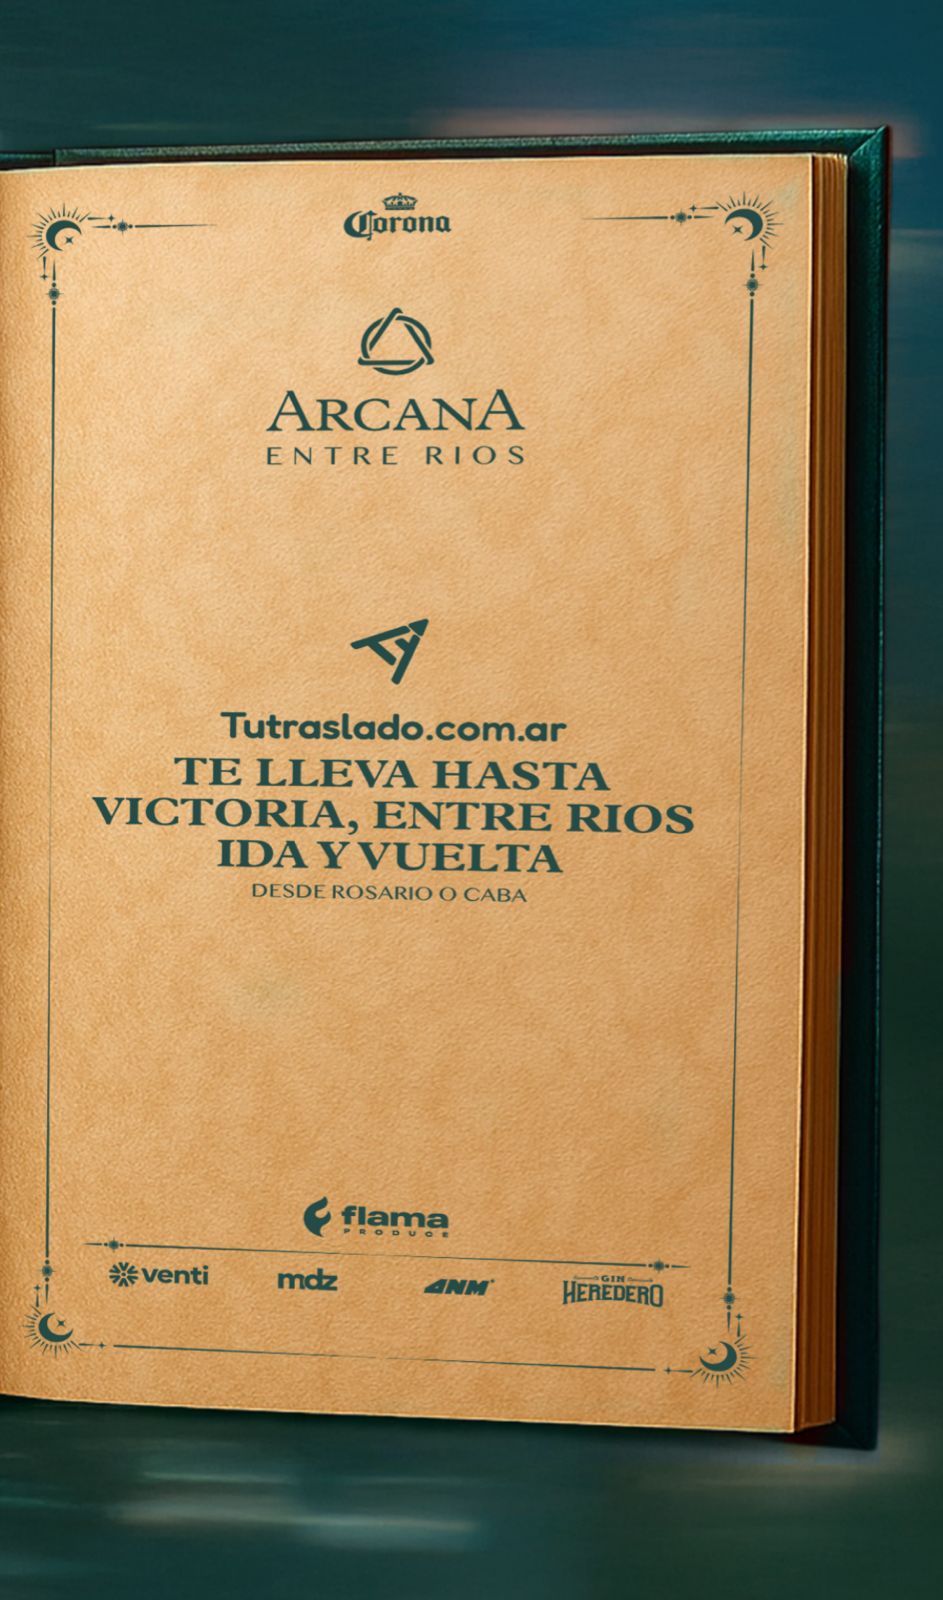 Corona
ARCANA
ENTRE RIOS
Tutraslado.com.ar
TE LLEVA HASTA
VICTORIA, ENTRE RIOS
IDA Y VUELTA
DESDE ROSARIO O CABA
flama
PRODUCE
venti mdz ANM GIN HEREDERO